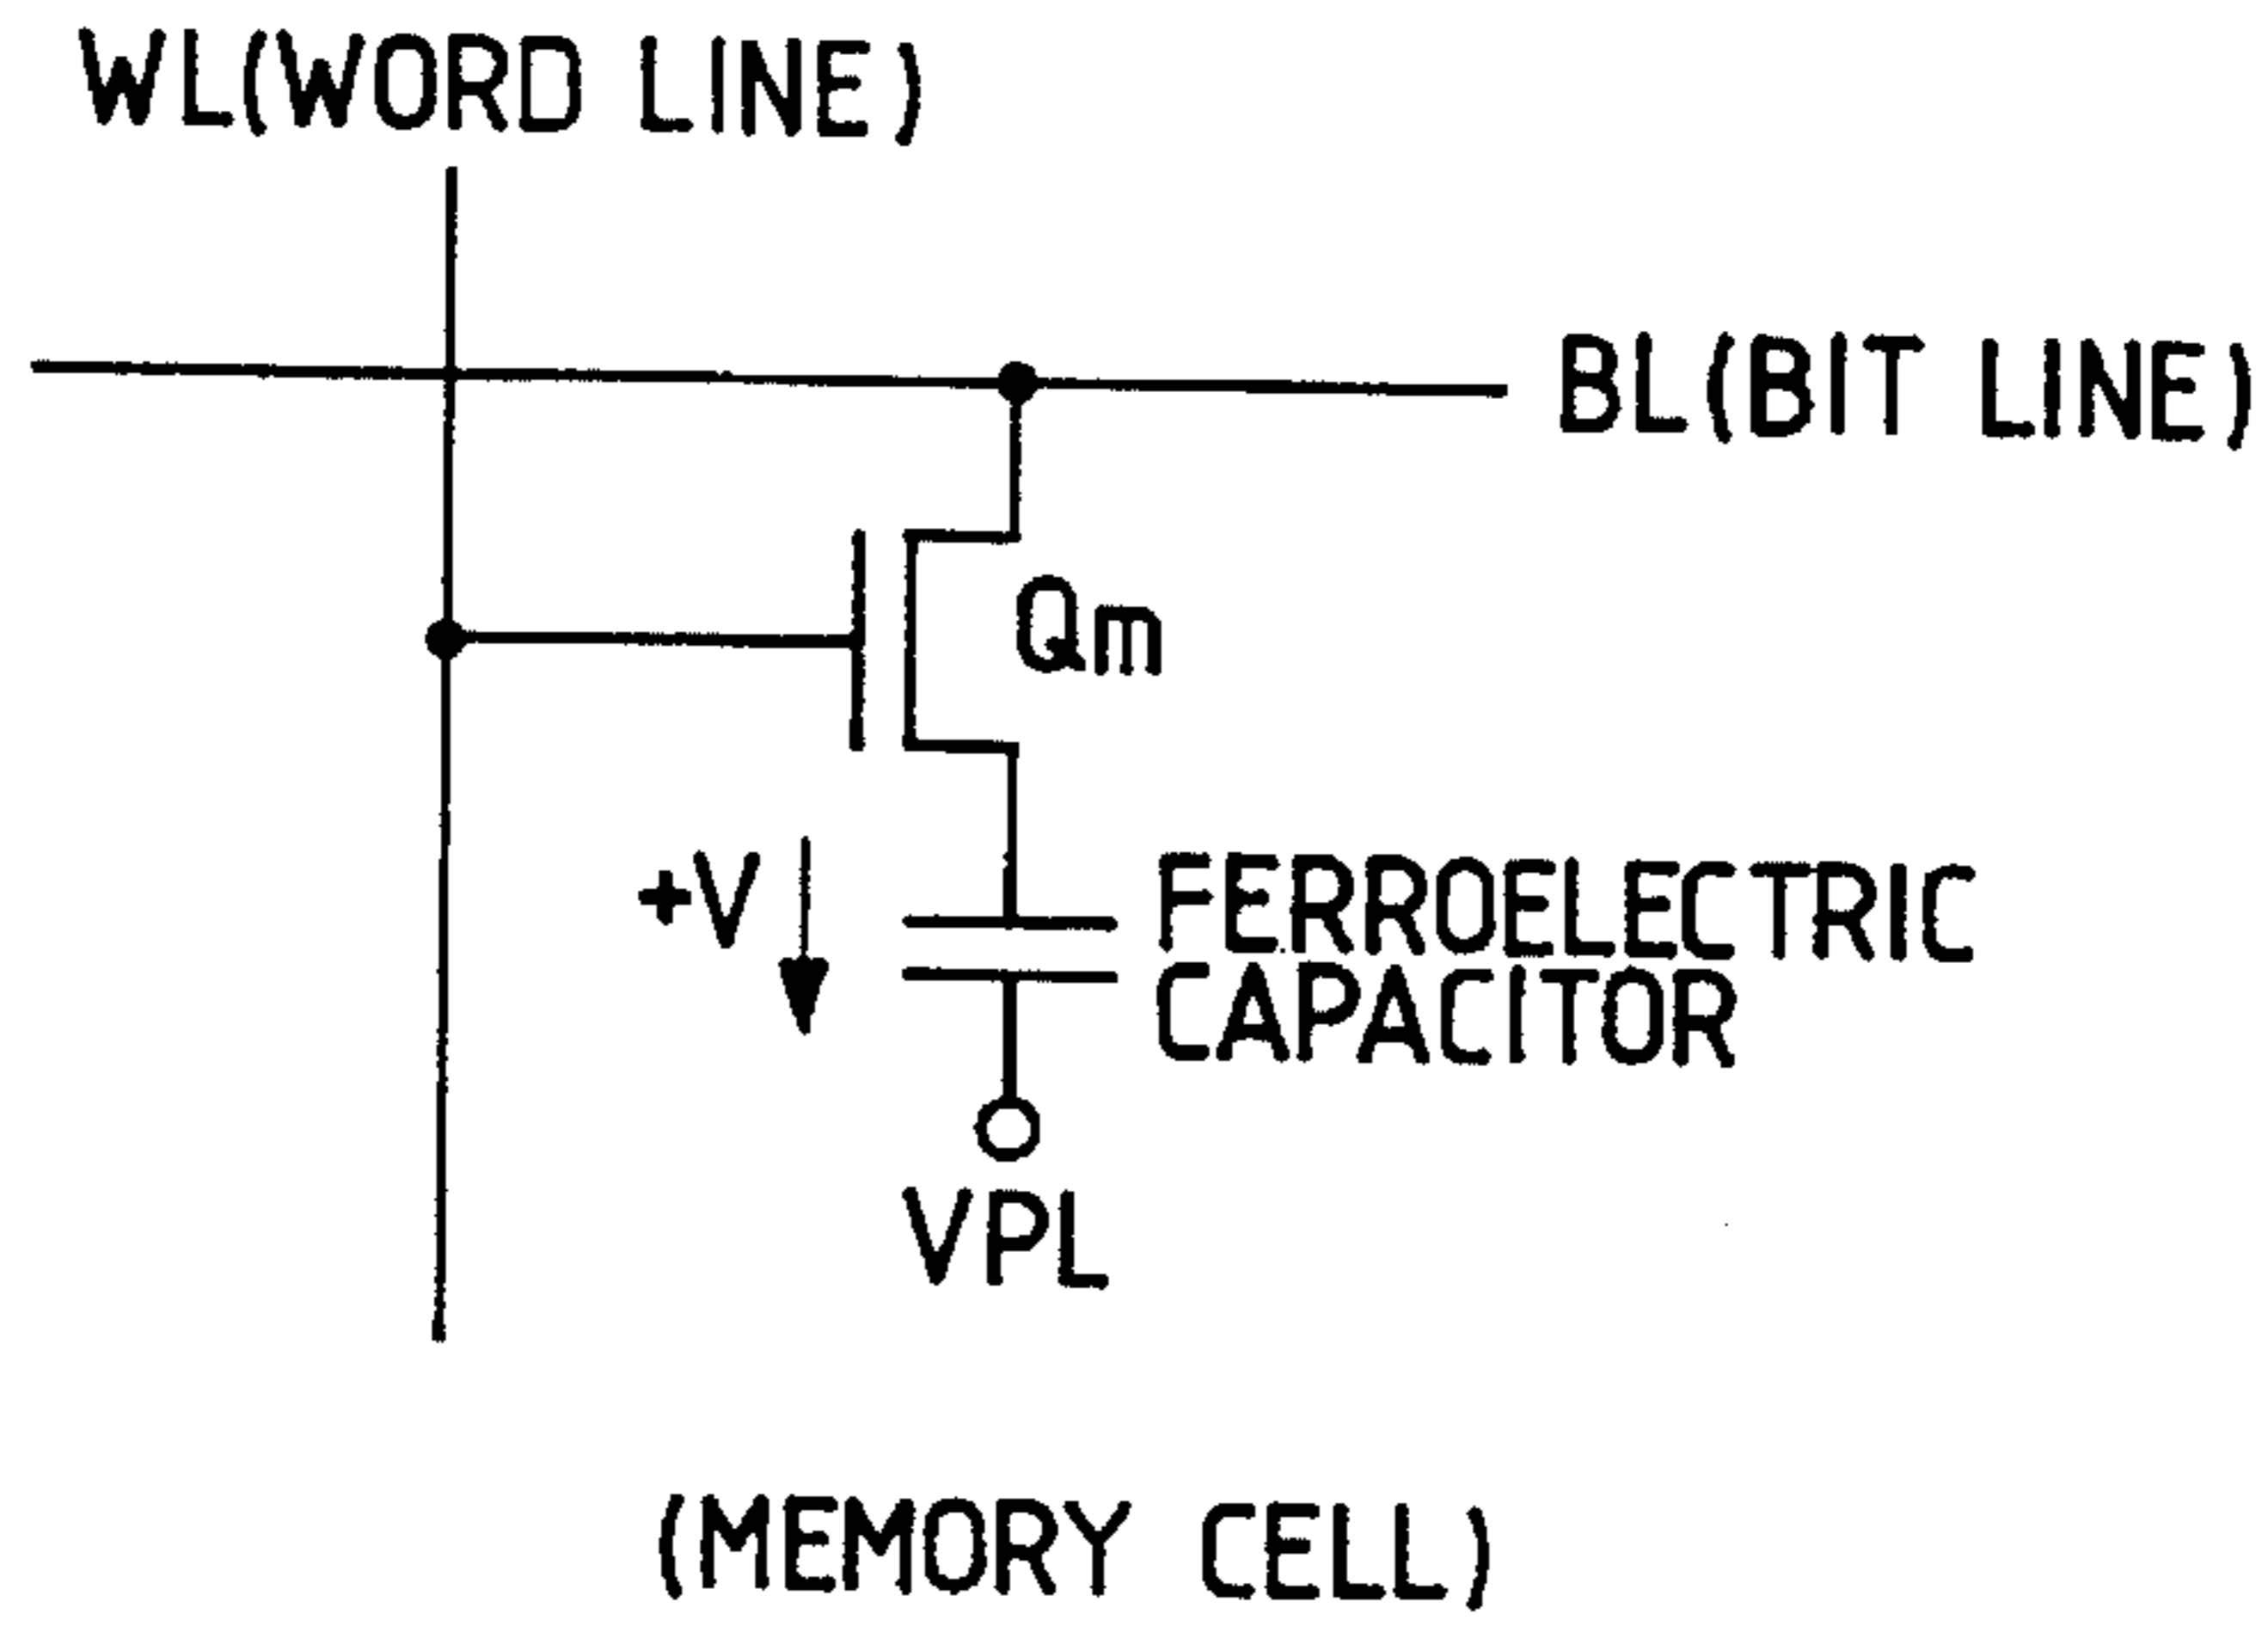 WL(WORD LINE)
BL(BIT LINE)
Qm
+V
FERROELECTRIC
CAPACITOR
VPL
(MEMORY CELL)